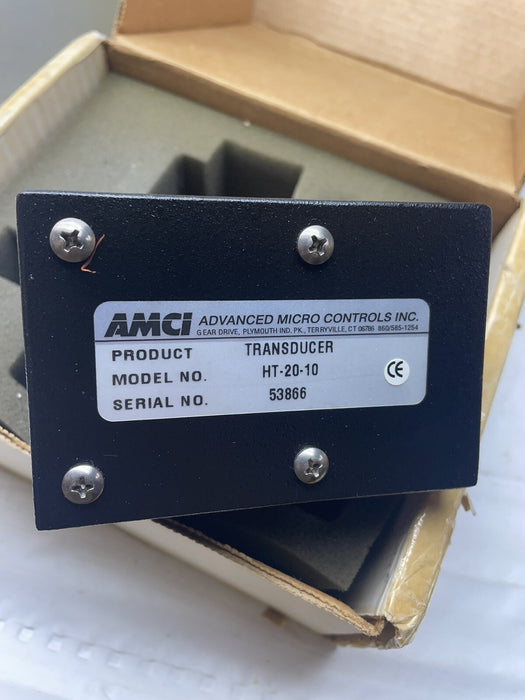 AMCI ADVANCED MICRO CONTROLS INC.
GEAR DRIVE, PLYMOUTH IND. PK., TERRYVILLE, CT 06786 860/585-1254
PRODUCT TRANSDUCER
MODEL NO. HT-20-10
SERIAL NO. 53866
CE